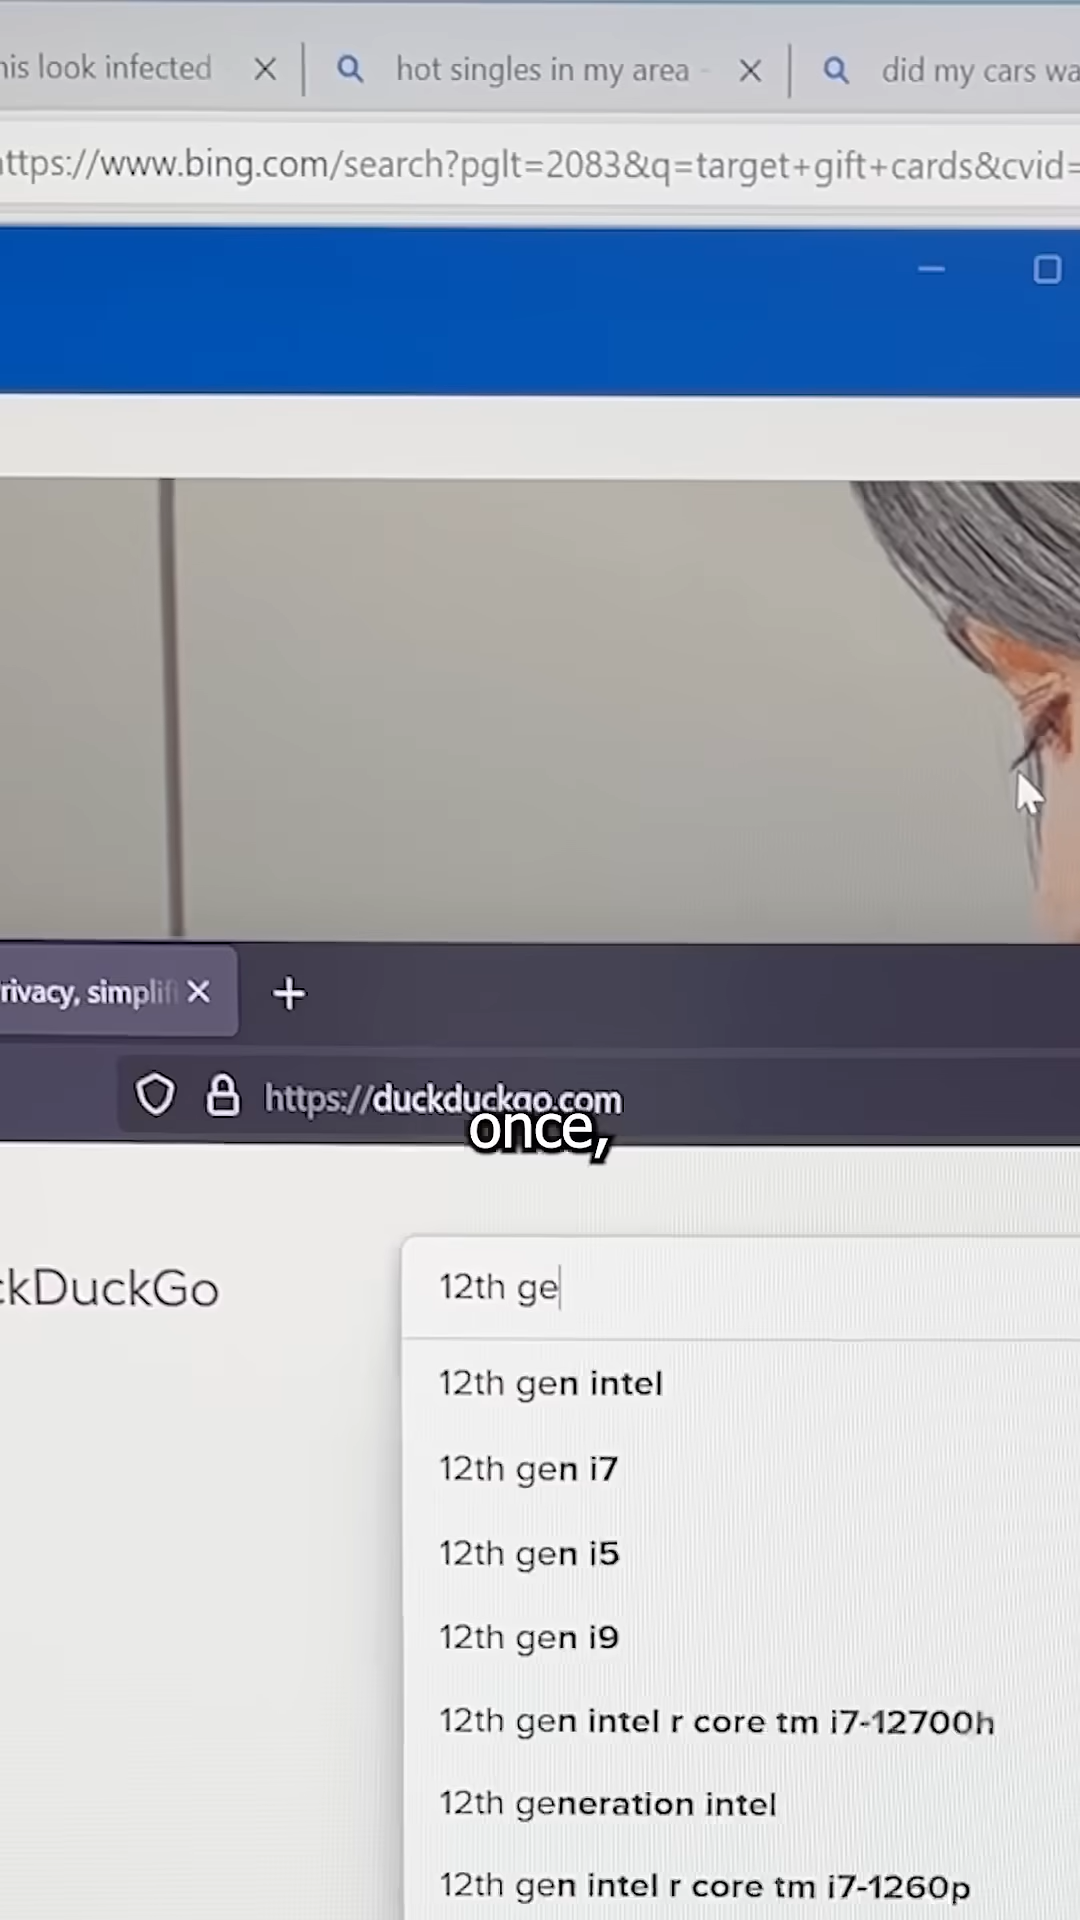 his look infected
hot singles in my area -
did my cars wa
ttps://www.bing.com/search?pglt=2083&q=target+gift+cards&cvid=
rivacy, simplifi
https://duckduckgo.com
once,
ckDuckGo
12th ge
12th gen intel
12th gen i7
12th gen i5
12th gen i9
12th gen intel r core tm i7-12700h
12th generation intel
12th gen intel r core tm i7-1260p